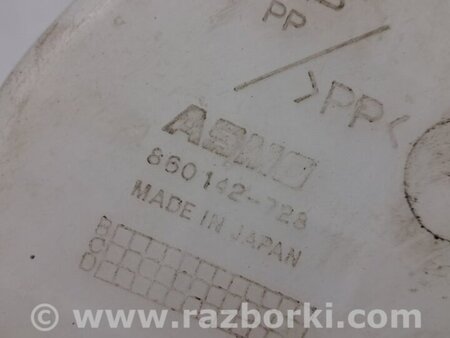 PP
>PP<
ASMO
860142-728
MADE IN JAPAN
B
C
D
© www.razborki.com